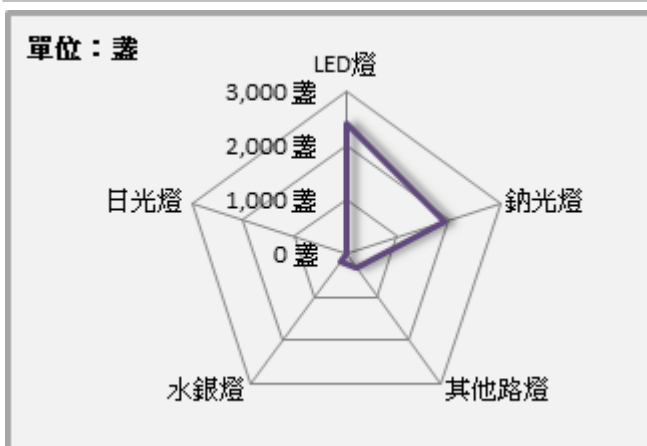 單位：盞
LED燈
3,000 盞
2,000 盞
日光燈
1,000 盞
鈉光燈
0 盞
水銀燈
其他路燈